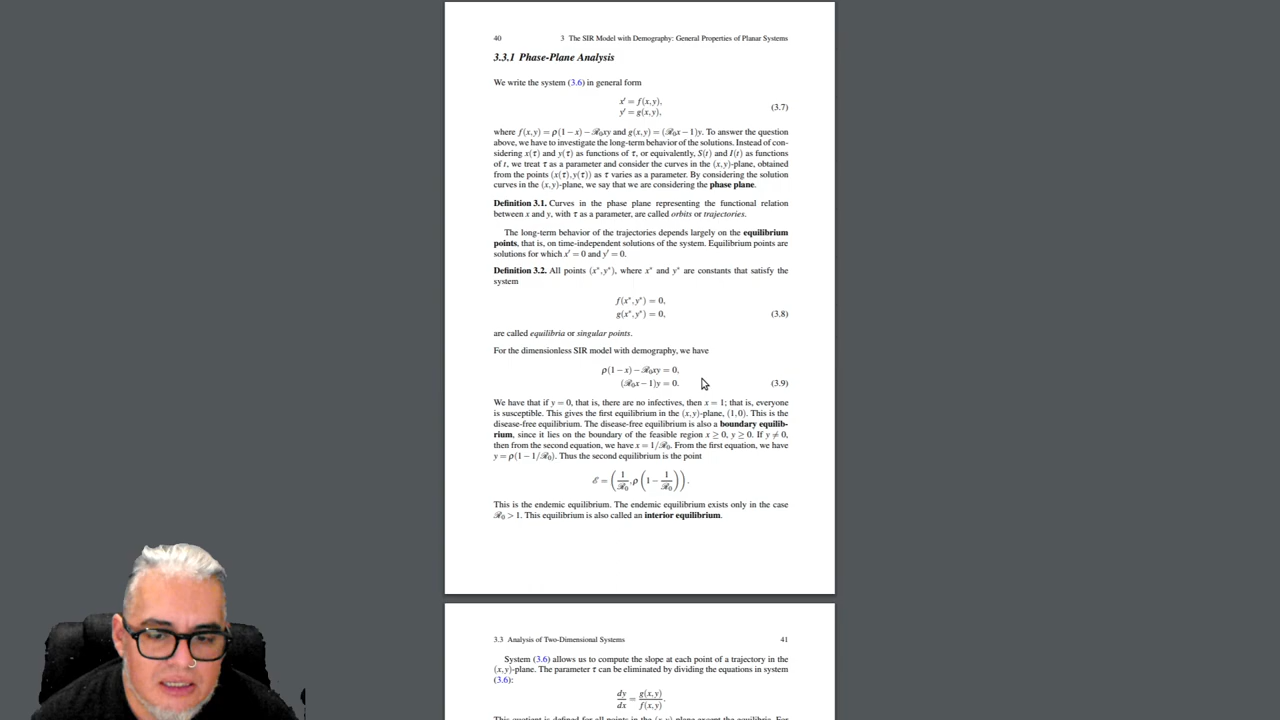 40 3 The SIR Model with Demography: General Properties of Planar Systems
3.3.1 Phase-Plane Analysis
We write the system (3.6) in general form
x′ = f(x,y),
y′ = g(x,y), (3.7)
where f(x,y) = ρ(1−x)−ℛ₀xy and g(x,y) = (ℛ₀x−1)y. To answer the question
above, we have to investigate the long-term behavior of the solutions. Instead of con-
sidering x(τ) and y(τ) as functions of τ, or equivalently, S(t) and I(t) as functions
of t, we treat τ as a parameter and consider the curves in the (x,y)-plane, obtained
from the points (x(τ),y(τ)) as τ varies as a parameter. By considering the solution
curves in the (x,y)-plane, we say that we are considering the phase plane.
Definition 3.1. Curves in the phase plane representing the functional relation
between x and y, with τ as a parameter, are called orbits or trajectories.
The long-term behavior of the trajectories depends largely on the equilibrium
points, that is, on time-independent solutions of the system. Equilibrium points are
solutions for which x′ = 0 and y′ = 0.
Definition 3.2. All points (x*,y*), where x* and y* are constants that satisfy the
system
f(x*,y*) = 0,
g(x*,y*) = 0, (3.8)
are called equilibria or singular points.
For the dimensionless SIR model with demography, we have
ρ(1−x)−ℛ₀xy = 0,
(ℛ₀x−1)y = 0. (3.9)
We have that if y = 0, that is, there are no infectives, then x = 1; that is, everyone
is susceptible. This gives the first equilibrium in the (x,y)-plane, (1,0). This is the
disease-free equilibrium. The disease-free equilibrium is also a boundary equilib-
rium, since it lies on the boundary of the feasible region x ≥ 0, y ≥ 0. If y ≠ 0,
then from the second equation, we have x = 1/ℛ₀. From the first equation, we have
y = ρ(1−1/ℛ₀). Thus the second equilibrium is the point
ℰ = (1/ℛ₀, ρ(1−1/ℛ₀)).
This is the endemic equilibrium. The endemic equilibrium exists only in the case
ℛ₀ > 1. This equilibrium is also called an interior equilibrium.
3.3 Analysis of Two-Dimensional Systems 41
System (3.6) allows us to compute the slope at each point of a trajectory in the
(x,y)-plane. The parameter τ can be eliminated by dividing the equations in system
(3.6):
dy/dx = g(x,y)/f(x,y).
This quotient is defined for all points in the (x,y)-plane except the equilibria. For